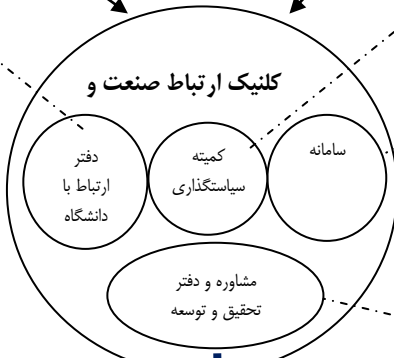 کلنیک ارتباط صنعت و
سامانه
کمیته
سیاستگذاری
دفتر
ارتباط با
دانشگاه
مشاوره و دفتر
تحقیق و توسعه